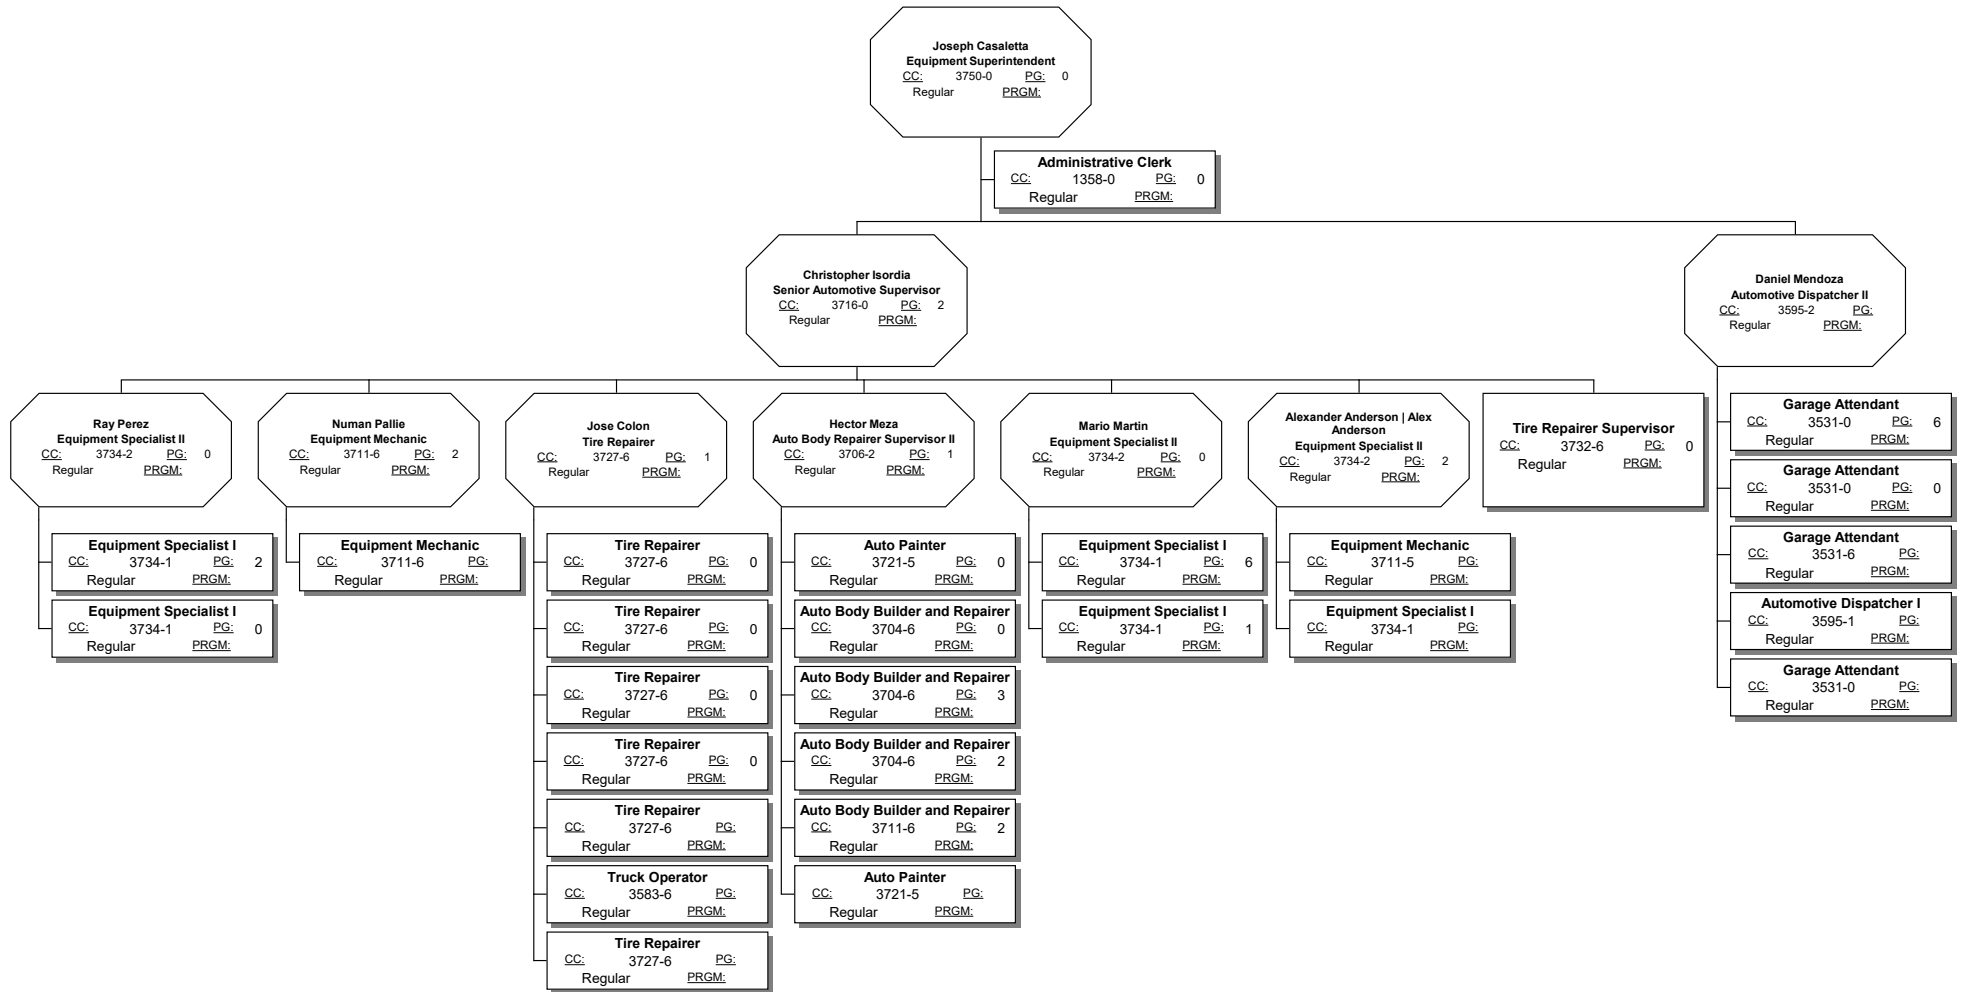 Joseph Casaletta
Equipment Superintendent
CC: 3750-0 PG: 0
Regular PRGM:
Administrative Clerk
CC: 1358-0 PG: 0
Regular PRGM:
Christopher Isordia
Senior Automotive Supervisor
CC: 3716-0 PG: 2
Regular PRGM:
Daniel Mendoza
Automotive Dispatcher II
CC: 3595-2 PG:
Regular PRGM:
Ray Perez
Equipment Specialist II
CC: 3734-2 PG: 0
Regular PRGM:
Numan Pallie
Equipment Mechanic
CC: 3711-6 PG: 2
Regular PRGM:
Jose Colon
Tire Repairer
CC: 3727-6 PG: 1
Regular PRGM:
Hector Meza
Auto Body Repairer Supervisor II
CC: 3706-2 PG: 1
Regular PRGM:
Mario Martin
Equipment Specialist II
CC: 3734-2 PG: 0
Regular PRGM:
Alexander Anderson | Alex
Anderson
Equipment Specialist II
CC: 3734-2 PG: 2
Regular PRGM:
Tire Repairer Supervisor
CC: 3732-6 PG: 0
Regular PRGM:
Equipment Specialist I
CC: 3734-1 PG: 2
Regular PRGM:
Equipment Specialist I
CC: 3734-1 PG: 0
Regular PRGM:
Equipment Mechanic
CC: 3711-6 PG:
Regular PRGM:
Tire Repairer
CC: 3727-6 PG: 0
Regular PRGM:
Tire Repairer
CC: 3727-6 PG: 0
Regular PRGM:
Tire Repairer
CC: 3727-6 PG: 0
Regular PRGM:
Tire Repairer
CC: 3727-6 PG: 0
Regular PRGM:
Tire Repairer
CC: 3727-6 PG:
Regular PRGM:
Truck Operator
CC: 3583-6 PG:
Regular PRGM:
Tire Repairer
CC: 3727-6 PG:
Regular PRGM:
Auto Painter
CC: 3721-5 PG: 0
Regular PRGM:
Auto Body Builder and Repairer
CC: 3704-6 PG: 0
Regular PRGM:
Auto Body Builder and Repairer
CC: 3704-6 PG: 3
Regular PRGM:
Auto Body Builder and Repairer
CC: 3704-6 PG: 2
Regular PRGM:
Auto Body Builder and Repairer
CC: 3711-6 PG: 2
Regular PRGM:
Auto Painter
CC: 3721-5 PG:
Regular PRGM:
Equipment Specialist I
CC: 3734-1 PG: 6
Regular PRGM:
Equipment Specialist I
CC: 3734-1 PG: 1
Regular PRGM:
Equipment Mechanic
CC: 3711-5 PG:
Regular PRGM:
Equipment Specialist I
CC: 3734-1 PG:
Regular PRGM:
Garage Attendant
CC: 3531-0 PG: 6
Regular PRGM:
Garage Attendant
CC: 3531-0 PG: 0
Regular PRGM:
Garage Attendant
CC: 3531-6 PG:
Regular PRGM:
Automotive Dispatcher I
CC: 3595-1 PG:
Regular PRGM:
Garage Attendant
CC: 3531-0 PG:
Regular PRGM: